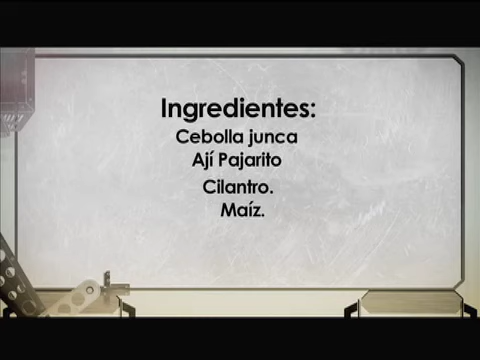 Ingredientes:
Cebolla junca
Ají Pajarito
Cilantro.
Maíz.